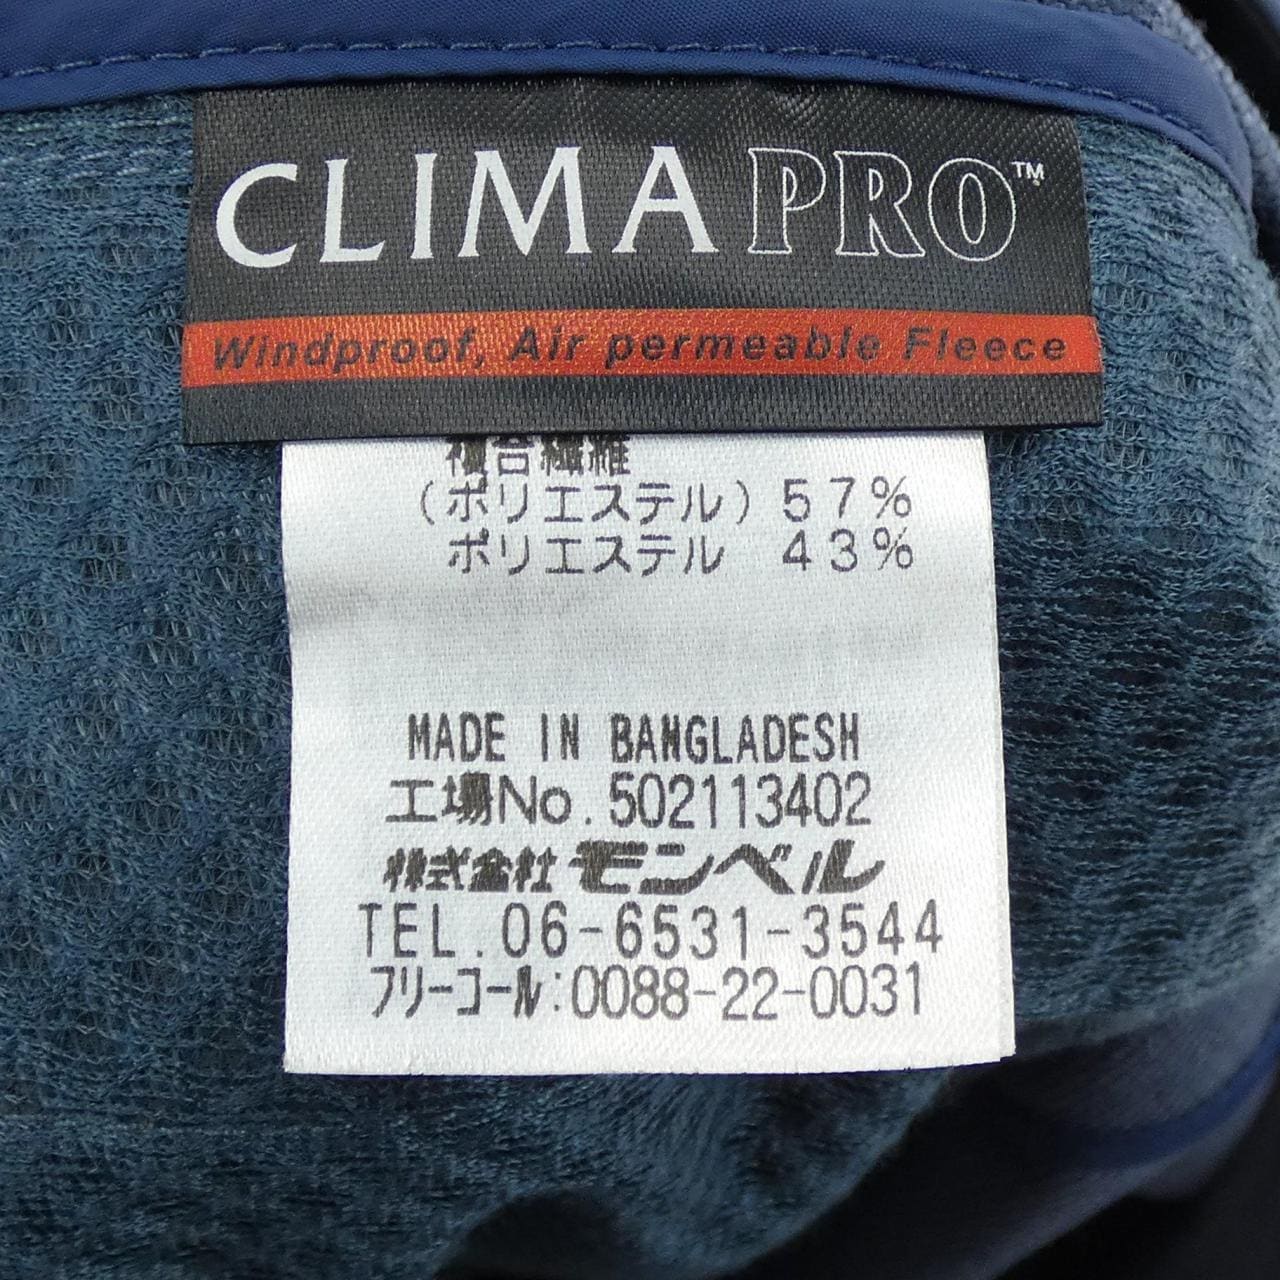 CLIMA PRO™
Windproof, Air permeable Fleece
複合繊維
(ポリエステル) 57%
ポリエステル 43%
MADE IN BANGLADESH
工場No.502113402
株式会社モンベル
TEL.06-6531-3544
フリーコール:0088-22-0031